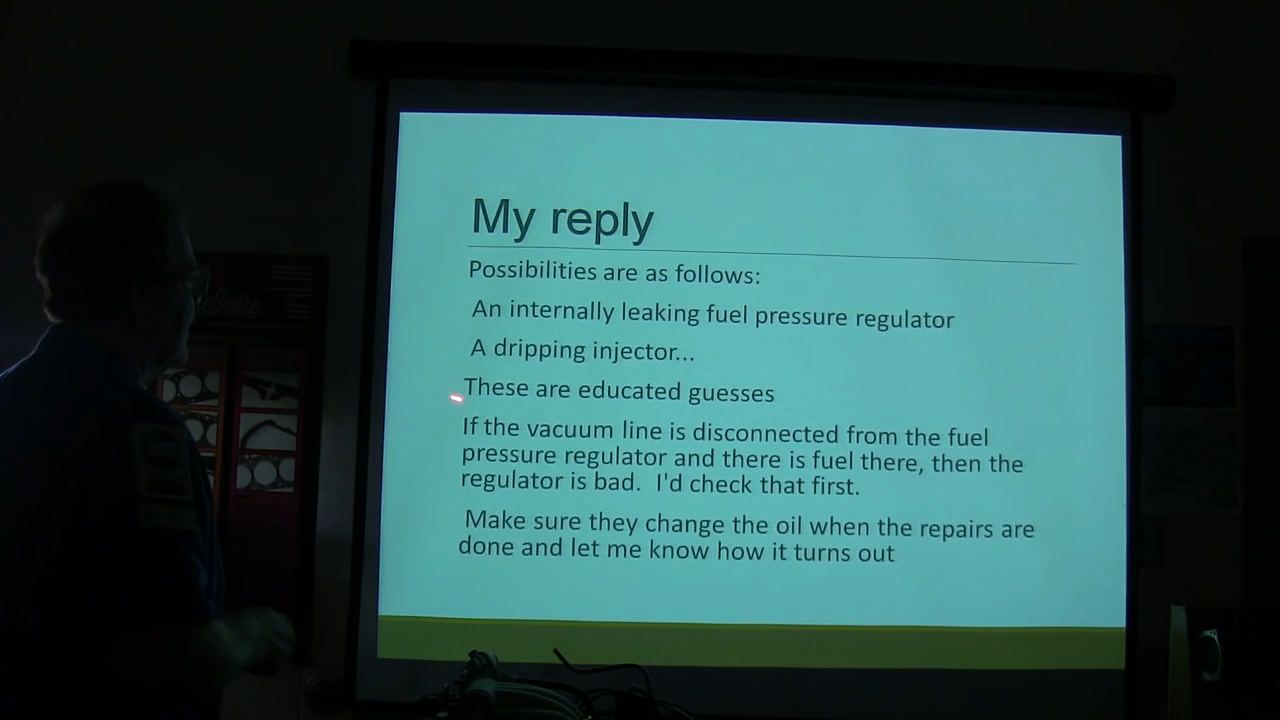 My reply
Possibilities are as follows:
An internally leaking fuel pressure regulator
A dripping injector...
These are educated guesses
If the vacuum line is disconnected from the fuel
pressure regulator and there is fuel there, then the
regulator is bad.  I'd check that first.
Make sure they change the oil when the repairs are
done and let me know how it turns out